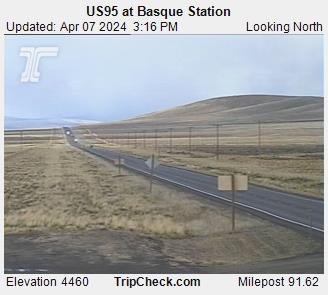 US95 at Basque Station
Updated: Apr 07 2024 3:16 PM Looking North
Elevation 4460 TripCheck.com Milepost 91.62